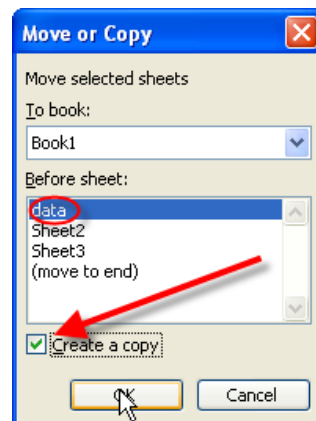 Move or Copy
Move selected sheets
To book:
Book1
Before sheet:
data
Sheet2
Sheet3
(move to end)
Create a copy
OK Cancel